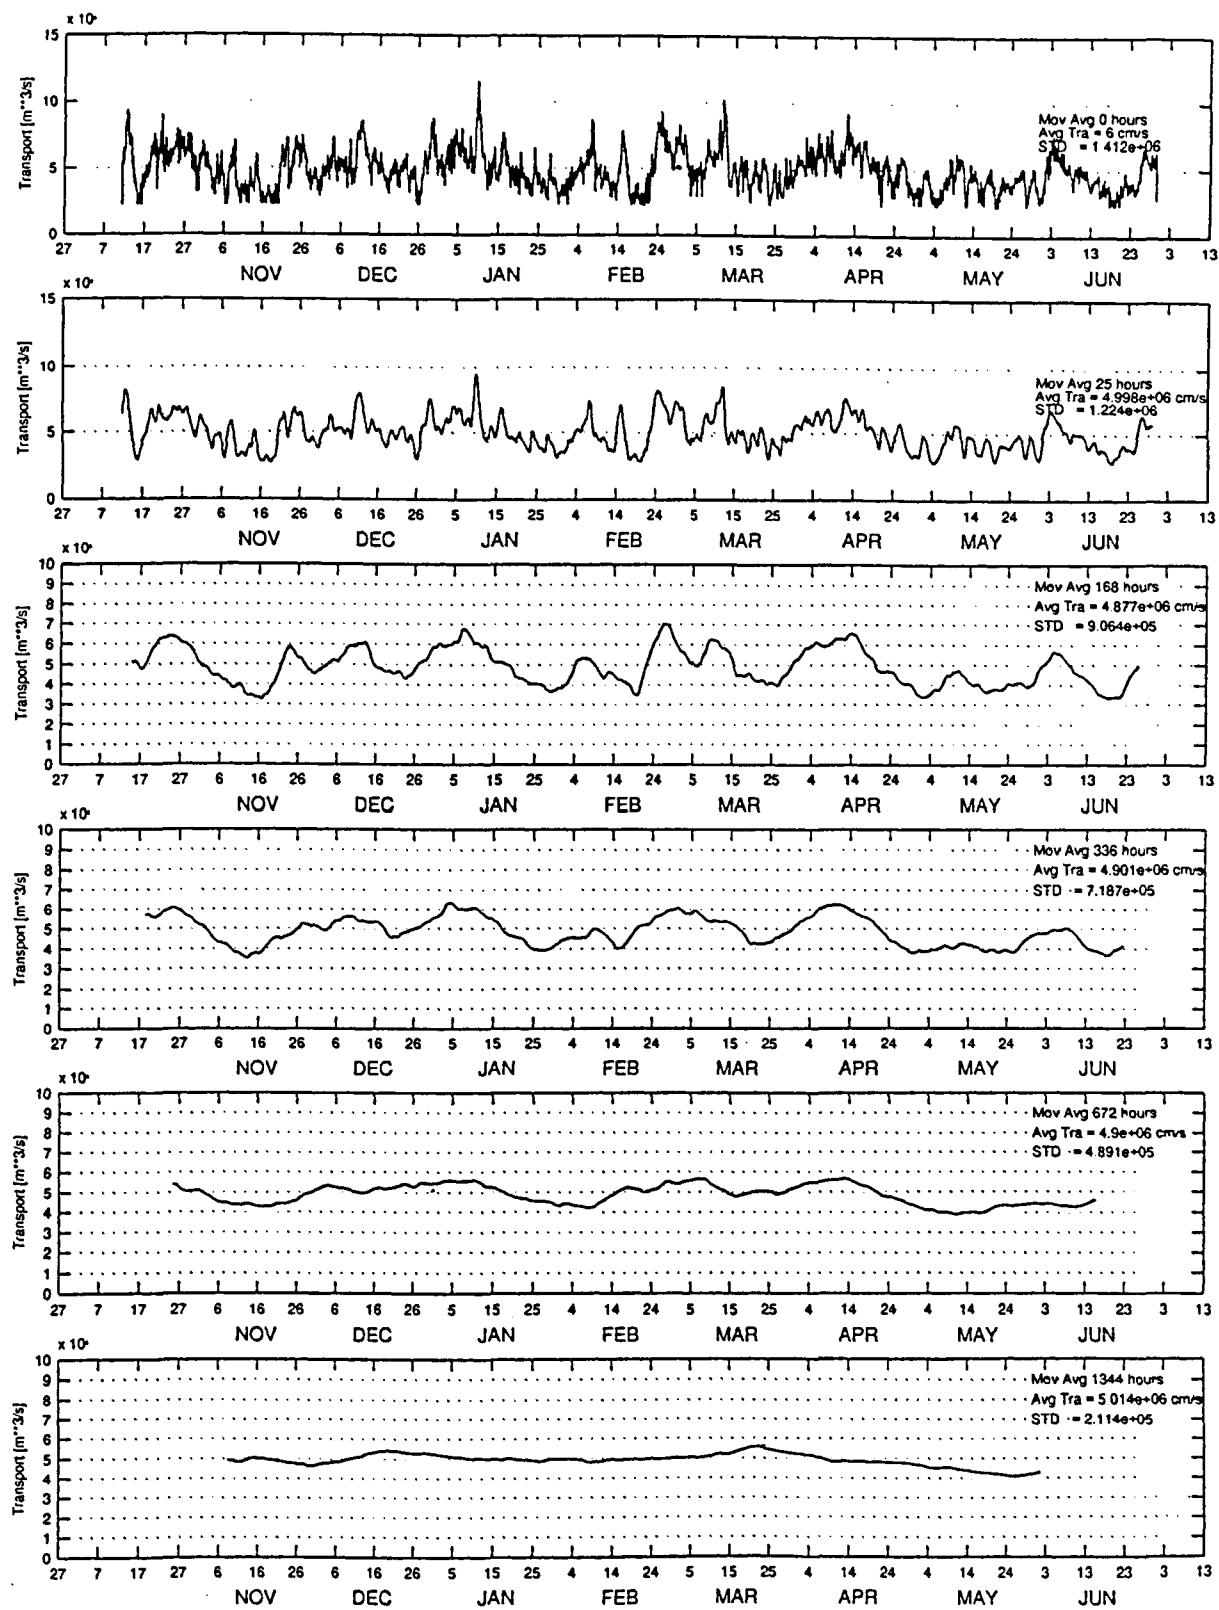 x 10⁶
15
10
5
0
Transport [m**3/s]
Mov Avg 0 hours
Avg Tra = 6 cm/s
STD = 1.412e+06
27 7 17 27 6 16 26 6 16 26 5 15 25 4 14 24 5 15 25 4 14 24 4 14 24 3 13 23 3 13
NOV DEC JAN FEB MAR APR MAY JUN
x 10⁶
15
10
5
0
Transport [m**3/s]
Mov Avg 25 hours
Avg Tra = 4.998e+06 cm/s
STD = 1.224e+06
27 7 17 27 6 16 26 6 16 26 5 15 25 4 14 24 5 15 25 4 14 24 4 14 24 3 13 23 3 13
NOV DEC JAN FEB MAR APR MAY JUN
x 10⁶
10
9
8
7
6
5
4
3
2
1
0
Transport [m**3/s]
Mov Avg 168 hours
Avg Tra = 4.877e+06 cm/s
STD = 9.064e+05
27 7 17 27 6 16 26 6 16 26 5 15 25 4 14 24 5 15 25 4 14 24 4 14 24 3 13 23 3 13
NOV DEC JAN FEB MAR APR MAY JUN
x 10⁶
10
9
8
7
6
5
4
3
2
1
0
Transport [m**3/s]
Mov Avg 336 hours
Avg Tra = 4.901e+06 cm/s
STD = 7.187e+05
27 7 17 27 6 16 26 6 16 26 5 15 25 4 14 24 5 15 25 4 14 24 4 14 24 3 13 23 3 13
NOV DEC JAN FEB MAR APR MAY JUN
x 10⁶
10
9
8
7
6
5
4
3
2
1
0
Transport [m**3/s]
Mov Avg 672 hours
Avg Tra = 4.9e+06 cm/s
STD = 4.891e+05
27 7 17 27 6 16 26 6 16 26 5 15 25 4 14 24 5 15 25 4 14 24 4 14 24 3 13 23 3 13
NOV DEC JAN FEB MAR APR MAY JUN
x 10⁶
10
9
8
7
6
5
4
3
2
1
0
Transport [m**3/s]
Mov Avg 1344 hours
Avg Tra = 5.014e+06 cm/s
STD = 2.114e+05
27 7 17 27 6 16 26 6 16 26 5 15 25 4 14 24 5 15 25 4 14 24 4 14 24 3 13 23 3 13
NOV DEC JAN FEB MAR APR MAY JUN